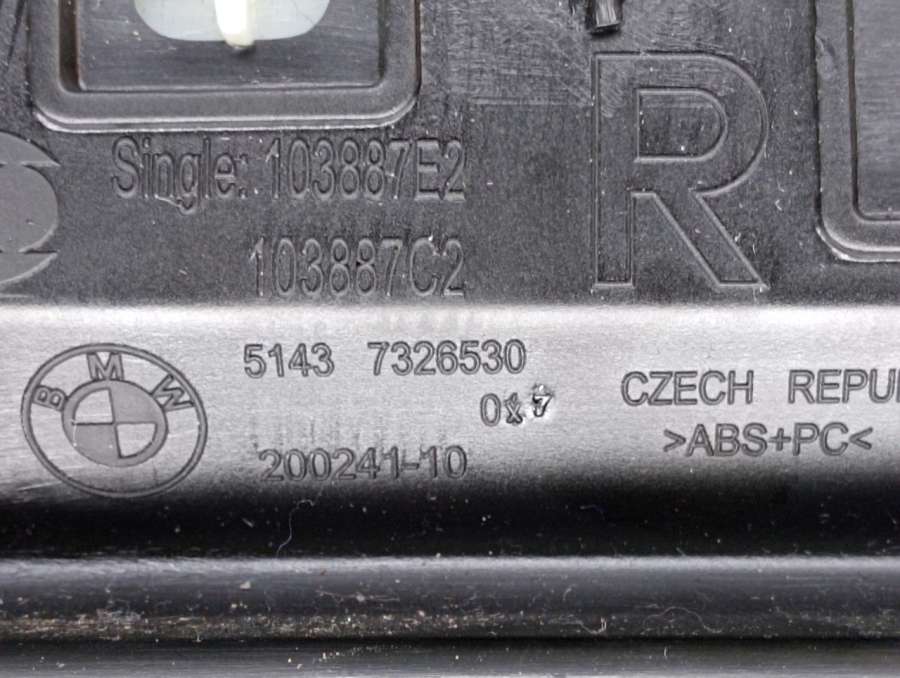 Single: 103887E2
R
103887C2
BMW
5143 7326530
CZECH REPU
>ABS+PC<
200241-10